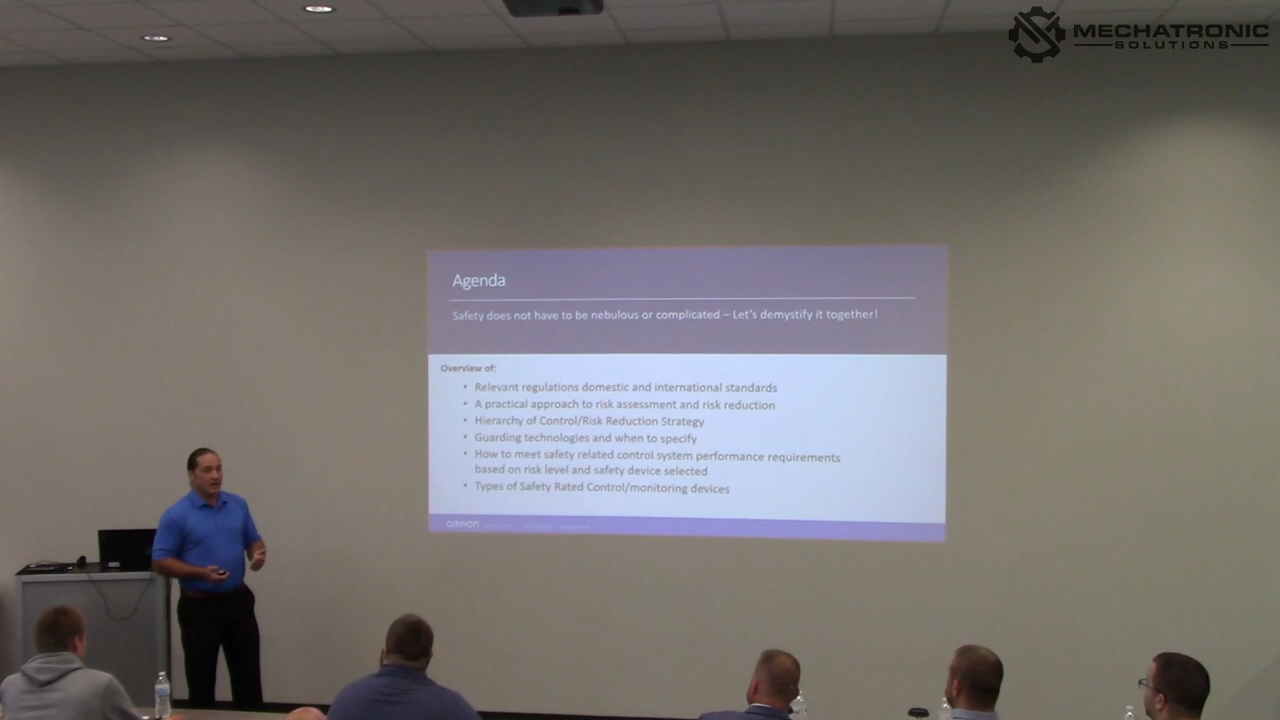 MECHATRONIC
SOLUTIONS
Agenda
Safety does not have to be nebulous or complicated – Let's demystify it together!
Overview of:
• Relevant regulations domestic and international standards
• A practical approach to risk assessment and risk reduction
• Hierarchy of Control/Risk Reduction Strategy
• Guarding technologies and when to specify
• How to meet safety related control system performance requirements
based on risk level and safety device selected
• Types of Safety Rated Control/monitoring devices
OMRON